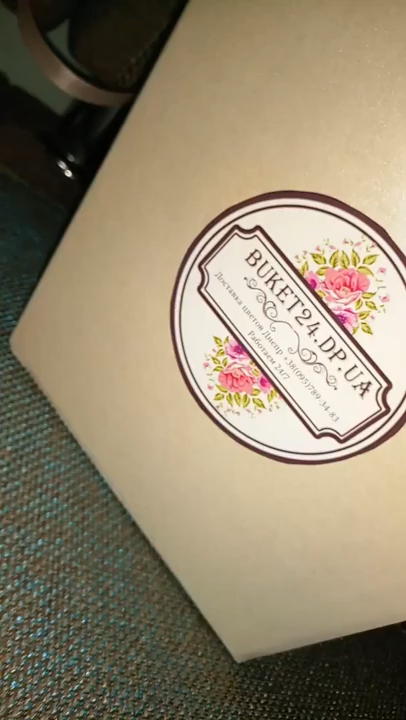 BUKET24.DP.UA
Доставка цветов Днепр +38(095)789-34-83
работаем 24/7